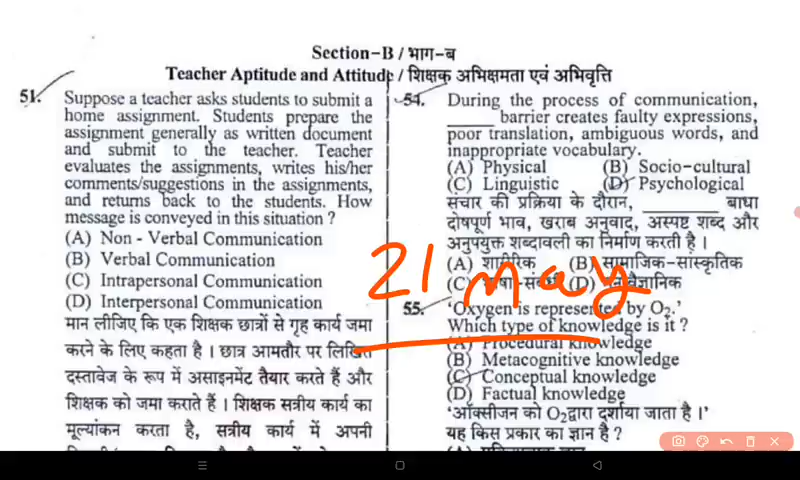 Section–B / भाग–ब
Teacher Aptitude and Attitude / शिक्षक अभिक्षमता एवं अभिवृत्ति
51. Suppose a teacher asks students to submit a
home assignment. Students prepare the
assignment generally as written document
and submit to the teacher. Teacher
evaluates the assignments, writes his/her
comments/suggestions in the assignments,
and returns back to the students. How
message is conveyed in this situation ?
(A) Non - Verbal Communication
(B) Verbal Communication
(C) Intrapersonal Communication
(D) Interpersonal Communication
मान लीजिए कि एक शिक्षक छात्रों से गृह कार्य जमा
करने के लिए कहता है । छात्र आमतौर पर लिखित
दस्तावेज के रूप में असाइनमेंट तैयार करते हैं और
शिक्षक को जमा कराते हैं । शिक्षक सत्रीय कार्य का
मूल्यांकन करता है, सत्रीय कार्य में अपनी
54. During the process of communication,
______ barrier creates faulty expressions,
poor translation, ambiguous words, and
inappropriate vocabulary.
(A) Physical (B) Socio-cultural
(C) Linguistic (D) Psychological
संचार की प्रक्रिया के दौरान, ______ बाधा
दोषपूर्ण भाव, खराब अनुवाद, अस्पष्ट शब्द और
अनुपयुक्त शब्दावली का निर्माण करती है ।
(A) शारीरिक (B) सामाजिक-सांस्कृतिक
(C) (D)
21 May
55. 'Oxygen is represented by O₂.'
Which type of knowledge is it ?
(A) Procedural knowledge
(B) Metacognitive knowledge
(C) Conceptual knowledge
(D) Factual knowledge
'ऑक्सीजन को O₂ द्वारा दर्शाया जाता है ।'
यह किस प्रकार का ज्ञान है ?